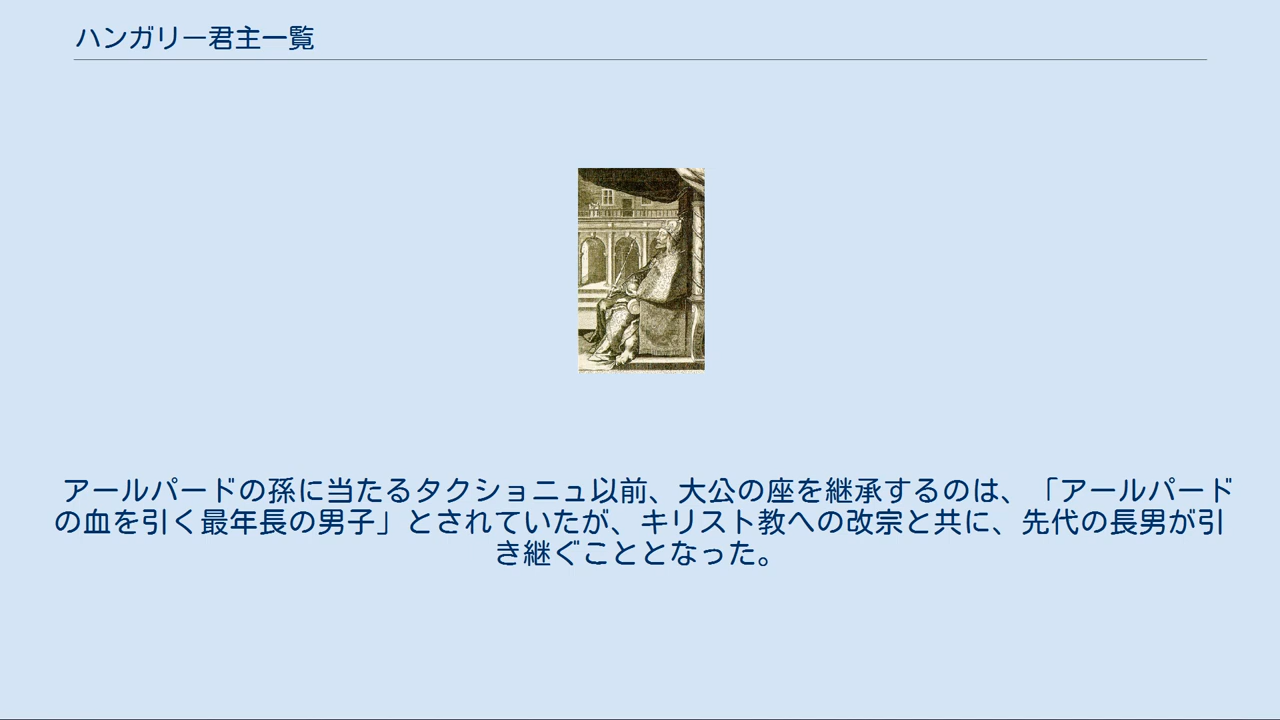 ハンガリー君主一覧
アールパードの孫に当たるタクショニュ以前、大公の座を継承するのは、「アールパード
の血を引く最年長の男子」とされていたが、キリスト教への改宗と共に、先代の長男が引
き継ぐこととなった。